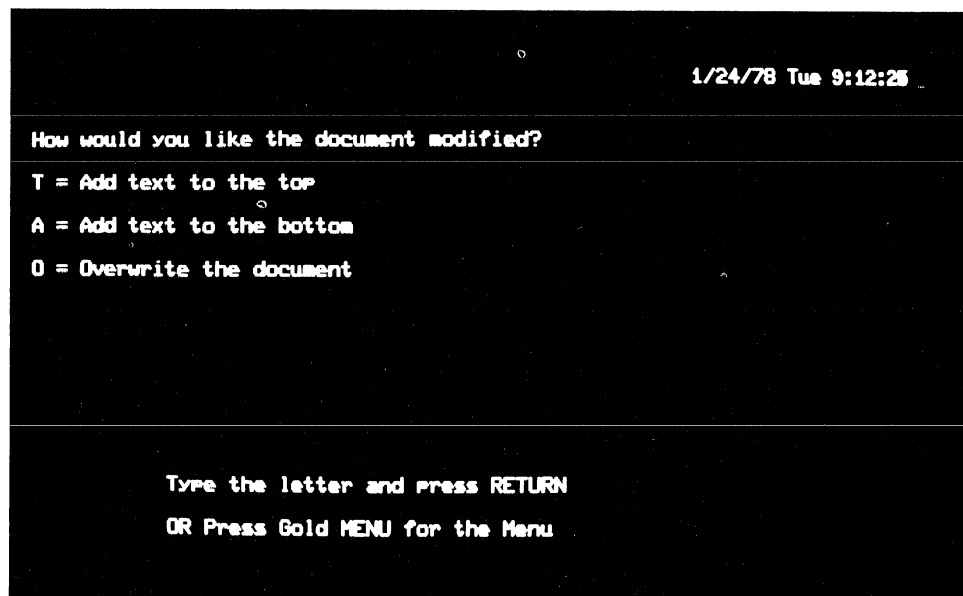 1/24/78 Tue 9:12:25
How would you like the document modified?
T = Add text to the top
A = Add text to the bottom
O = Overwrite the document
Type the letter and press RETURN
OR Press Gold MENU for the Menu